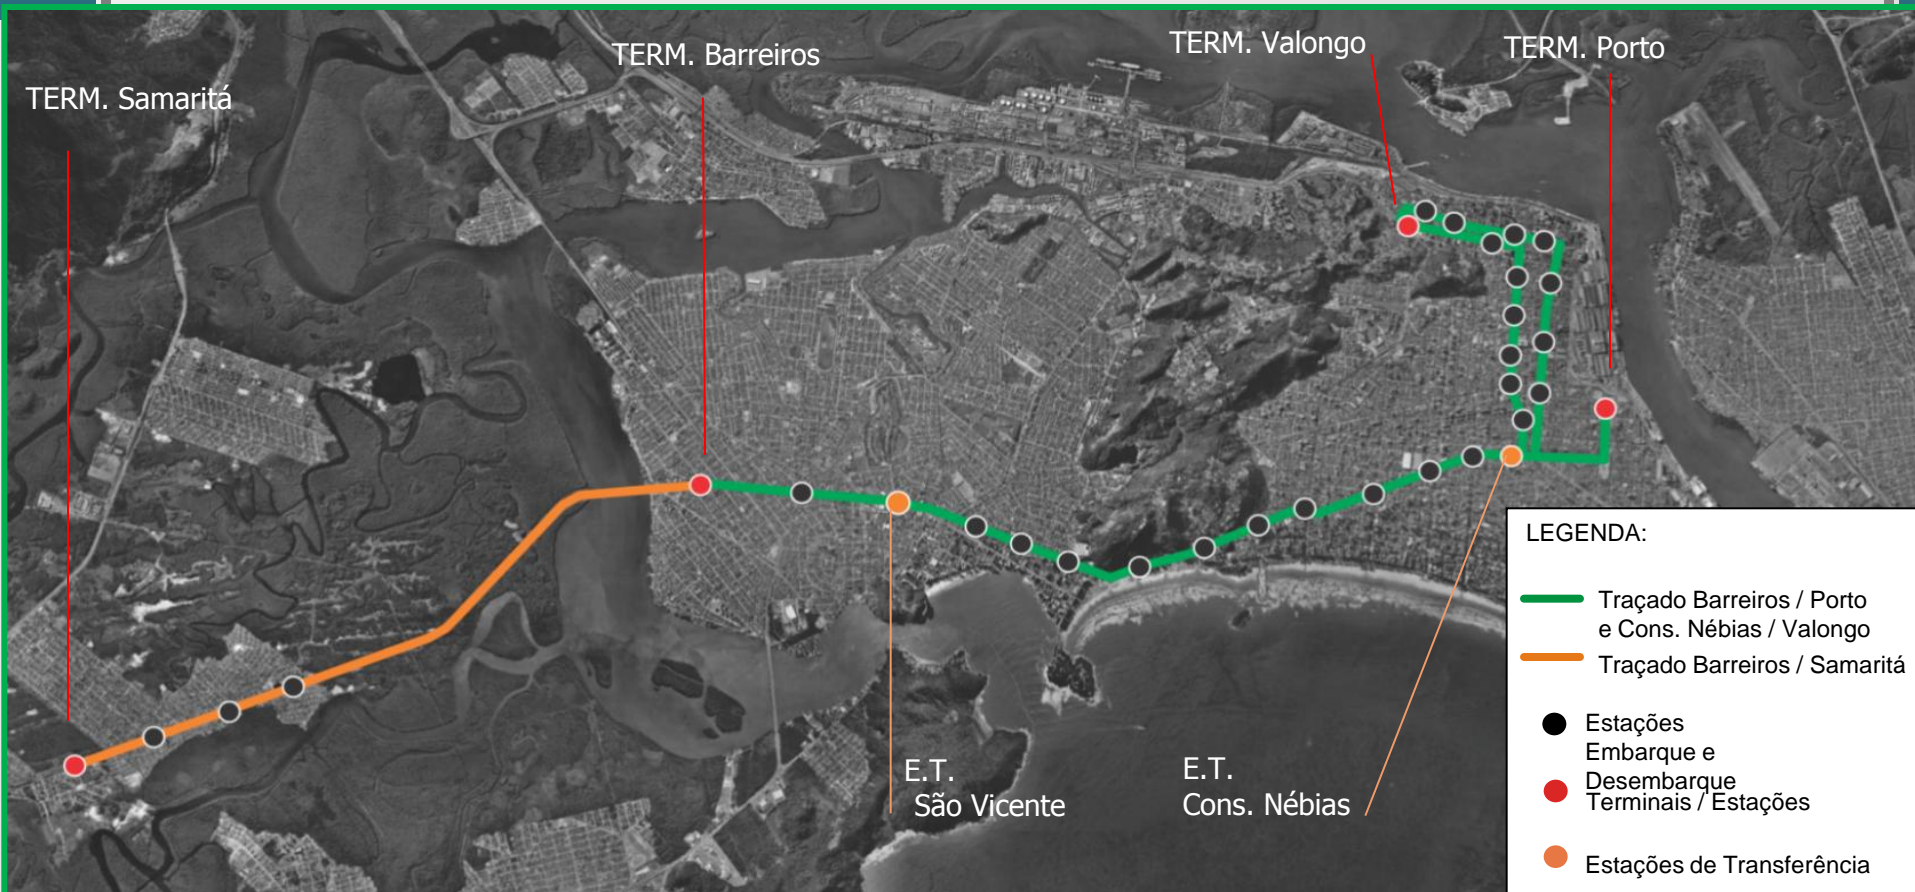 TERM. Samaritá
TERM. Barreiros
TERM. Valongo
TERM. Porto
E.T.
São Vicente
E.T.
Cons. Nébias
LEGENDA:
Traçado Barreiros / Porto
e Cons. Nébias / Valongo
Traçado Barreiros / Samaritá
Estações
Embarque e
Desembarque
Terminais / Estações
Estações de Transferência